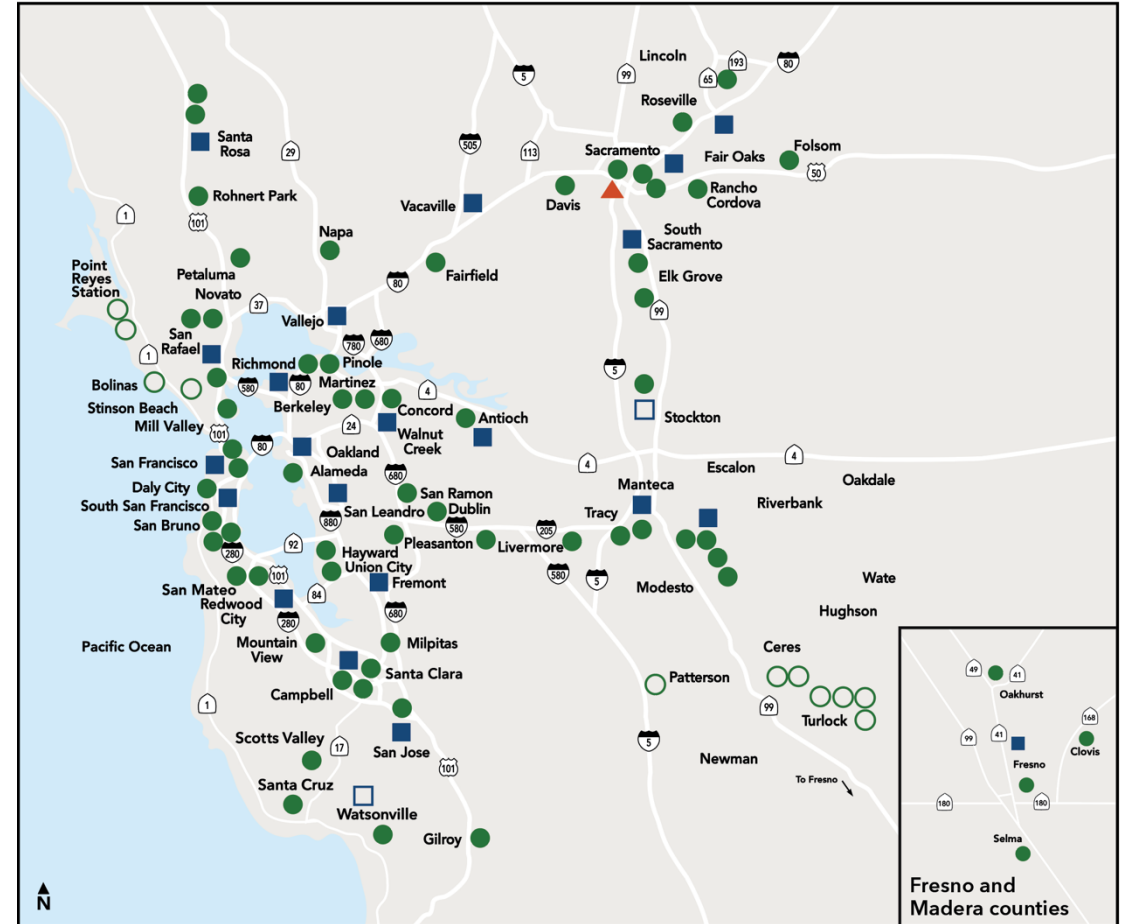 Lincoln
193
80
5
99
65
Roseville
Santa
Rosa
29
505
113
Sacramento
Fair Oaks
Folsom
50
Rohnert Park
Vacaville
Davis
Rancho
Cordova
1
101
Napa
South
Sacramento
Point
Reyes
Station
Petaluma
Fairfield
Elk Grove
80
Novato
37
99
Vallejo
San
Rafael
780
680
1
Richmond
Pinole
5
Bolinas
580
80
Martinez
4
Stinson Beach
Berkeley
Concord
Antioch
Stockton
Mill Valley
24
Walnut
Creek
101
80
Oakland
4
San Francisco
Alameda
680
4
Escalon
Oakdale
Daly City
San Ramon
Manteca
Riverbank
South San Francisco
San Leandro
Dublin
Tracy
San Bruno
880
580
205
92
Pleasanton
Livermore
280
Hayward
Union City
580
5
Modesto
Wate
San Mateo
101
84
Fremont
Redwood
City
280
680
Hughson
Pacific Ocean
Mountain
View
Milpitas
Ceres
Santa Clara
Patterson
Campbell
1
99
Turlock
Scotts Valley
17
San Jose
5
101
Newman
Santa Cruz
To Fresno
Watsonville
Gilroy
N
49
41
Oakhurst
168
99
41
Clovis
Fresno
180
180
Selma
Fresno and
Madera counties